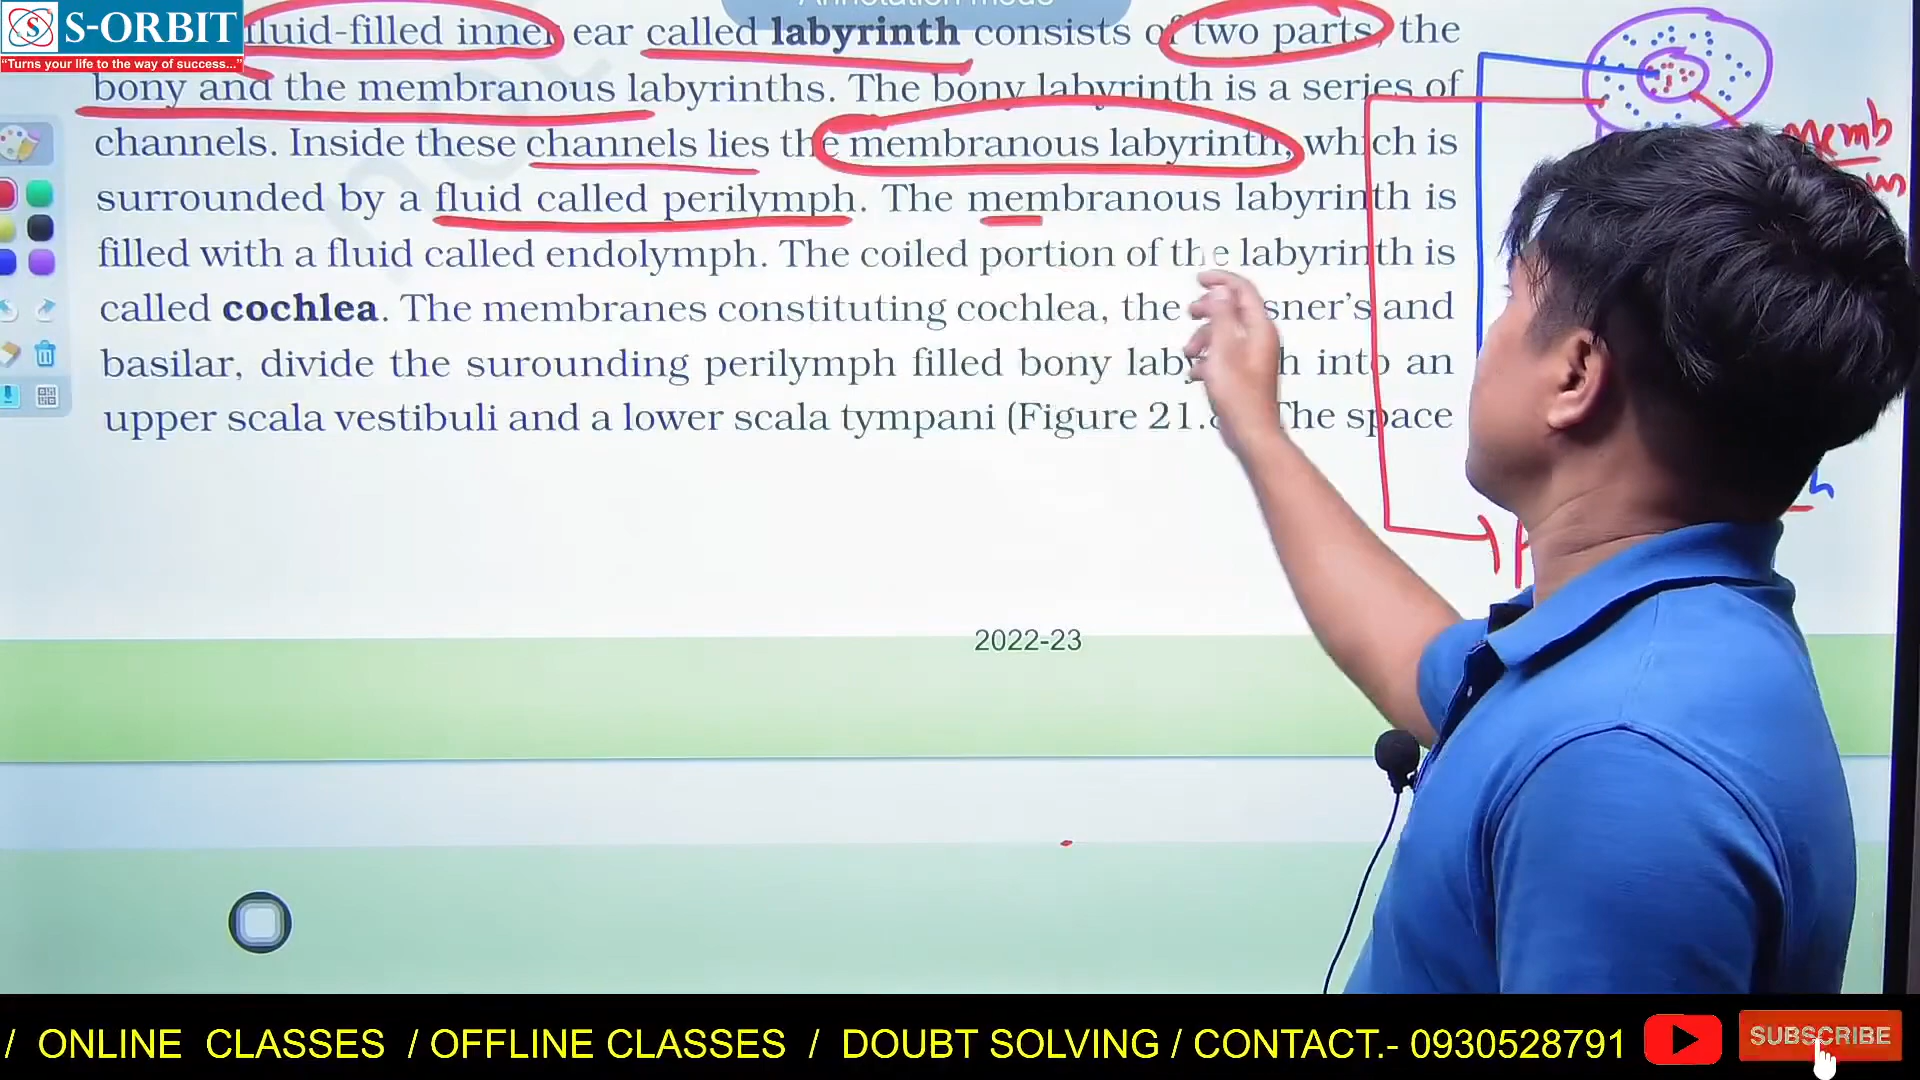 S-ORBIT
"Turns your life to the way of success..."
fluid-filled inner ear called labyrinth consists of two parts, the
bony and the membranous labyrinths. The bony labyrinth is a series of
channels. Inside these channels lies the membranous labyrinth, which is
surrounded by a fluid called perilymph. The membranous labyrinth is
filled with a fluid called endolymph. The coiled portion of the labyrinth is
called cochlea. The membranes constituting cochlea, the and
basilar, divide the surounding perilymph filled bony into an
upper scala vestibuli and a lower scala tympani (Figure The space
Memb
2022-23
/ ONLINE CLASSES / OFFLINE CLASSES / DOUBT SOLVING / CONTACT.- 0930528791
SUBSCRIBE